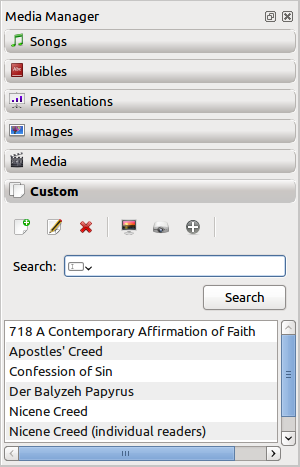 Media Manager
Songs
Bibles
Presentations
Images
Media
Custom
Search:
Search
718 A Contemporary Affirmation of Faith
Apostles' Creed
Confession of Sin
Der Balyzeh Papyrus
Nicene Creed
Nicene Creed (individual readers)